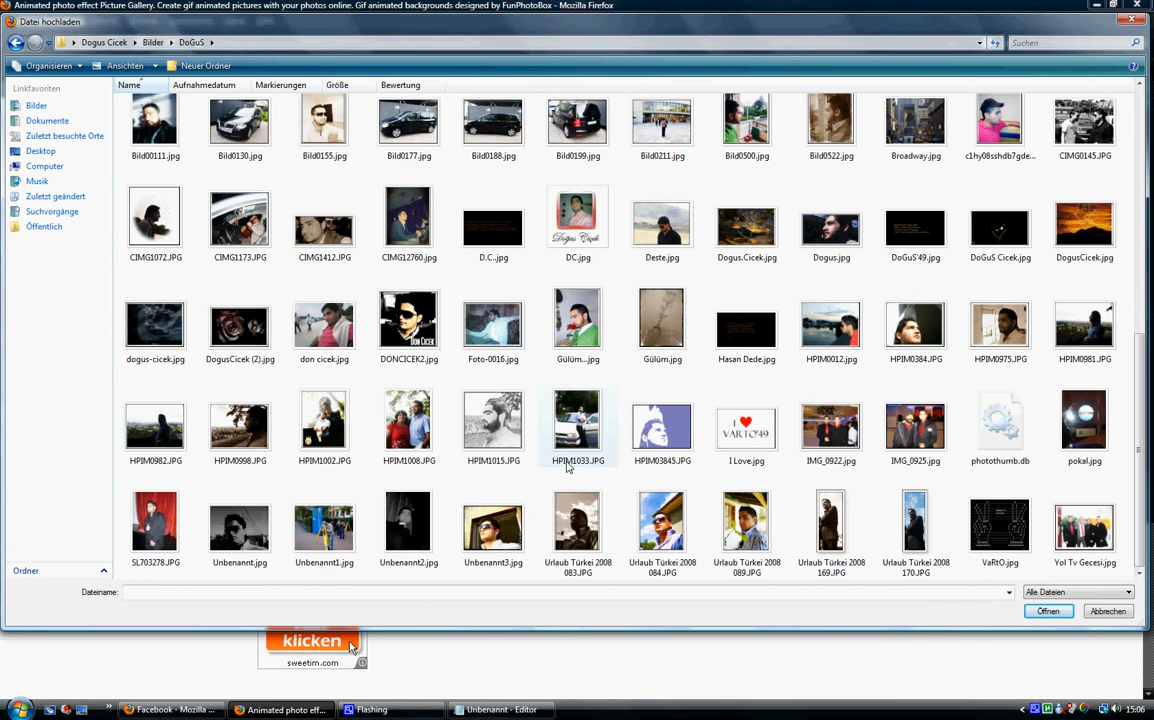 Animated photo effect Picture Gallery. Create gif animated pictures with your photos online. Gif animated backgrounds designed by FunPhotoBox - Mozilla Firefox
Datei hochladen
Dogus Cicek Bilder DoGuS
Suchen
Organisieren Ansichten Neuer Ordner
Linkfavoriten
Bilder
Dokumente
Zuletzt besuchte Orte
Desktop
Computer
Musik
Zuletzt geändert
Suchvorgänge
Öffentlich
Ordner
Name Aufnahmedatum Markierungen Größe Bewertung
Bild00111.jpg Bild0130.jpg Bild0155.jpg Bild0177.jpg Bild0188.jpg Bild0199.jpg Bild0211.jpg Bild0500.jpg Bild0522.jpg Broadway.jpg c1hy08sshdb7gde... CIMG0145.JPG
Doğuş Cicek
CIMG1072.JPG CIMG1173.JPG CIMG1412.JPG CIMG12760.jpg D.C..jpg DC.jpg Deste.jpg Dogus.Cicek.jpg Dogus.jpg DoGuS'49.jpg DoGuS Cicek.jpg DogusCicek.jpg
DON CICEK
dogus-cicek.jpg DogusCicek (2).jpg don cicek.jpg DONCICEK2.jpg Foto-0016.jpg Gülüm...jpg Gülüm.jpg Hasan Dede.jpg HPIM0012.jpg HPIM0384.JPG HPIM0975.JPG HPIM0981.JPG
I ♥
VARTO'49
HPIM0982.JPG HPIM0998.JPG HPIM1002.JPG HPIM1008.JPG HPIM1015.JPG HPIM1033.JPG HPIM03845.JPG I Love.jpg IMG_0922.jpg IMG_0925.jpg photothumb.db pokal.jpg
SL703278.JPG Unbenannt.jpg Unbenannt1.jpg Unbenannt2.jpg Unbenannt3.jpg Urlaub Türkei 2008 Urlaub Türkei 2008 Urlaub Türkei 2008 Urlaub Türkei 2008 Urlaub Türkei 2008 VaRtO.jpg Yol Tv Gecesi.jpg
083.JPG 084.JPG 089.JPG 169.JPG 170.JPG
Dateiname:
Alle Dateien
Öffnen Abbrechen
klicken
sweetim.com
Facebook - Mozilla ... Animated photo eff... Flashing Unbenannt - Editor
15:06